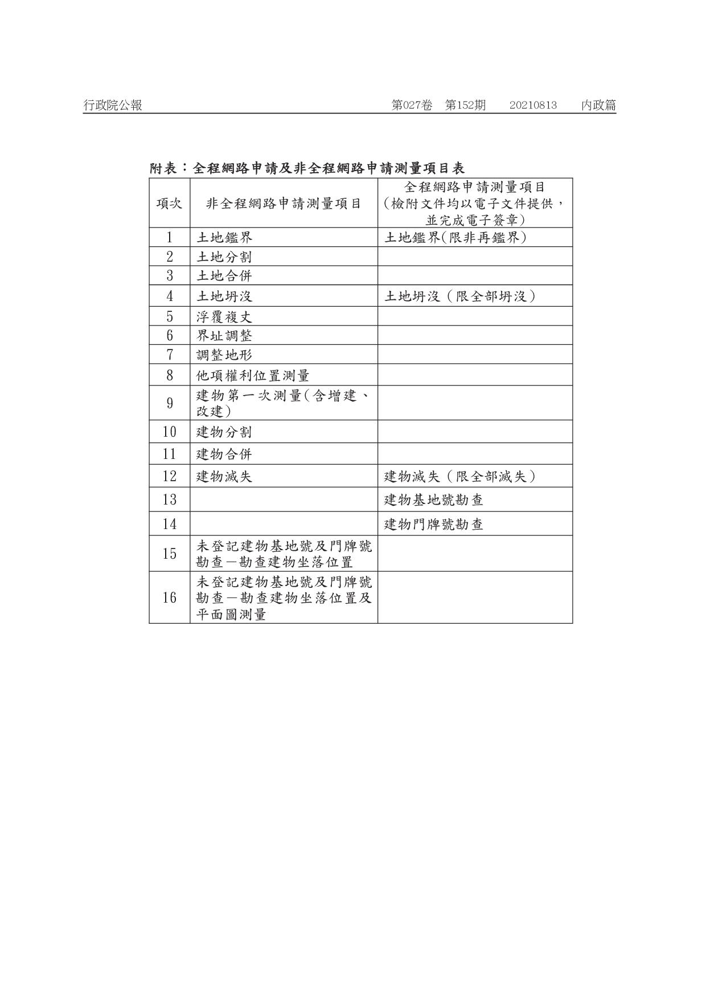 行政院公報 第027卷 第152期 20210813 內政篇
附表：全程網路申請及非全程網路申請測量項目表
項次 非全程網路申請測量項目 全程網路申請測量項目
（檢附文件均以電子文件提供，
並完成電子簽章）
1 土地鑑界 土地鑑界(限非再鑑界)
2 土地分割
3 土地合併
4 土地坍沒 土地坍沒（限全部坍沒）
5 浮覆複丈
6 界址調整
7 調整地形
8 他項權利位置測量
9 建物第一次測量(含增建、
改建)
10 建物分割
11 建物合併
12 建物滅失 建物滅失（限全部滅失）
13 建物基地號勘查
14 建物門牌號勘查
15 未登記建物基地號及門牌號
勘查－勘查建物坐落位置
16 未登記建物基地號及門牌號
勘查－勘查建物坐落位置及
平面圖測量